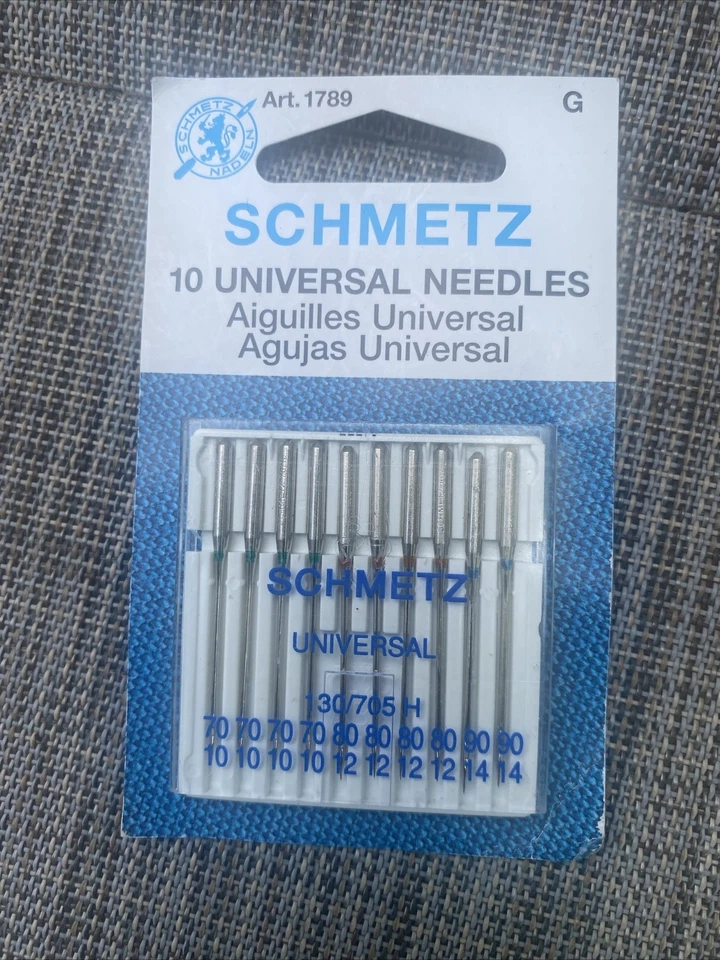 SCHMETZ NADELN
Art.1789
G
SCHMETZ
10 UNIVERSAL NEEDLES
Aiguilles Universal
Agujas Universal
SCHMETZ
UNIVERSAL
130/705 H
70 70 70 70 80 80 80 80 90 90
10 10 10 10 12 12 12 12 14 14